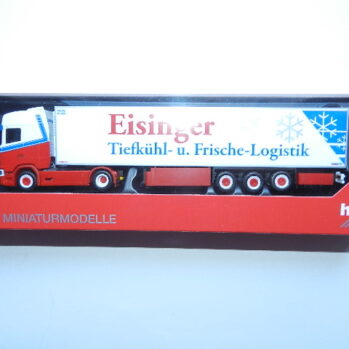 Eisinger
Tiefkühl- u. Frische-Logistik
MINIATURMODELLE
h